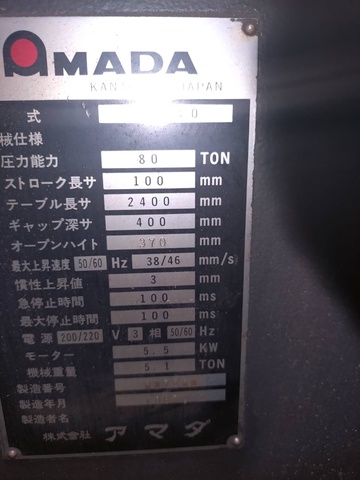 AMADA
JAPAN
式
械仕様
圧力能力 80 TON
ストローク長サ 100 mm
テーブル長サ 2400 mm
ギャップ深サ 400 mm
オープンハイト 370 mm
最大上昇速度 50/60 Hz 38/46 mm/s
慣性上昇値 3 mm
急停止時間 100 ms
最大停止時間 100 ms
電源 200/220 V 3 相 50/60 Hz
モーター 5.5 KW
機械重量 5.1 TON
製造番号
製造年月
製造者名
株式會社 アマダ